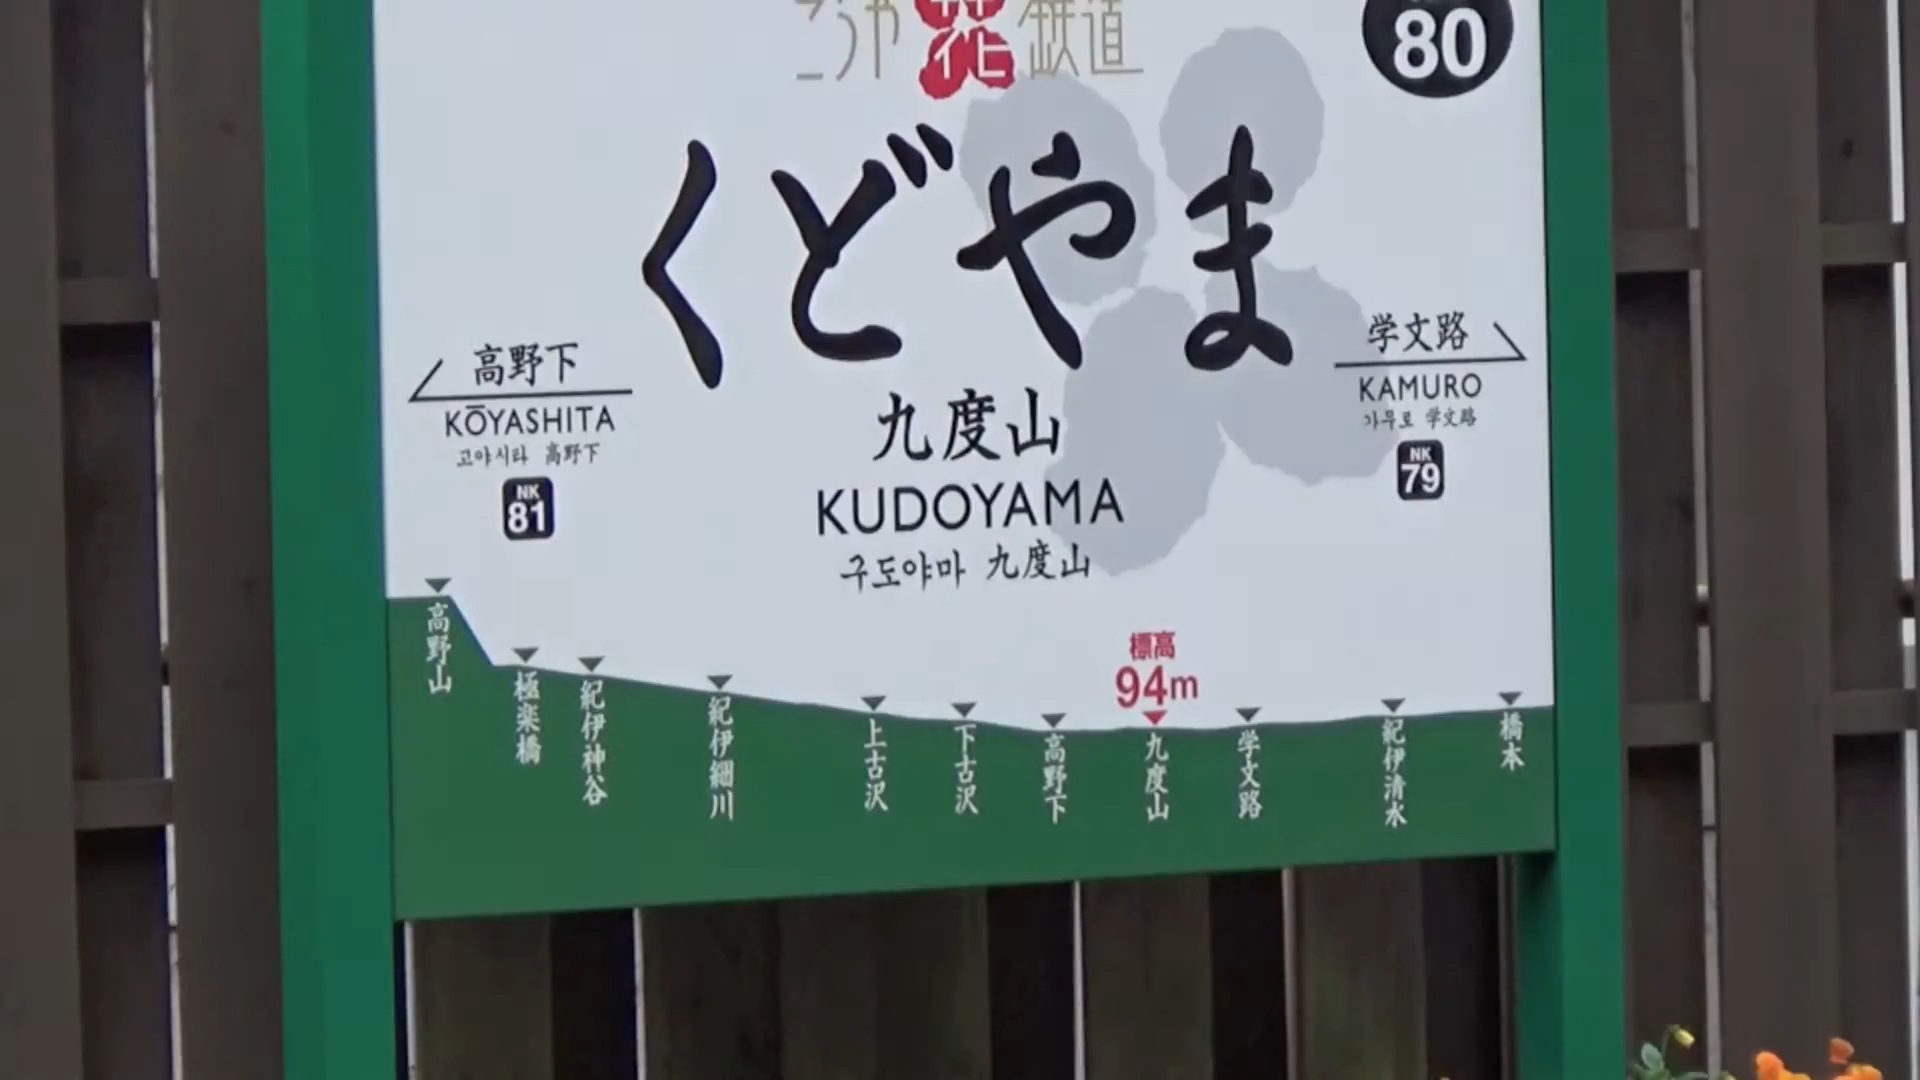 こうや花鉄道
80
くどやま
高野下
KŌYASHITA
고야시타 高野下
NK
81
九度山
KUDOYAMA
구도야마 九度山
学文路
KAMURO
가무로 学文路
NK
79
標高
94m
高野山
極楽橋
紀伊神谷
紀伊細川
上古沢
下古沢
高野下
九度山
学文路
紀伊清水
橋本